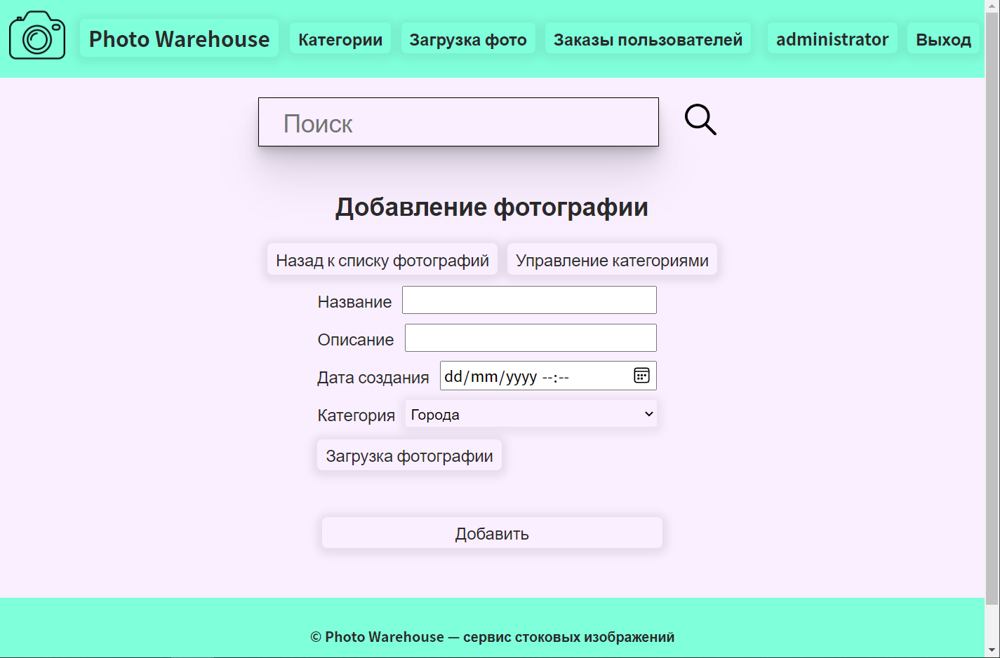 Photo Warehouse Категории Загрузка фото Заказы пользователей administrator Выход
Поиск
Добавление фотографии
Назад к списку фотографий Управление категориями
Название
Описание
Дата создания dd/mm/yyyy --:--
Категория Города
Загрузка фотографии
Добавить
© Photo Warehouse — сервис стоковых изображений